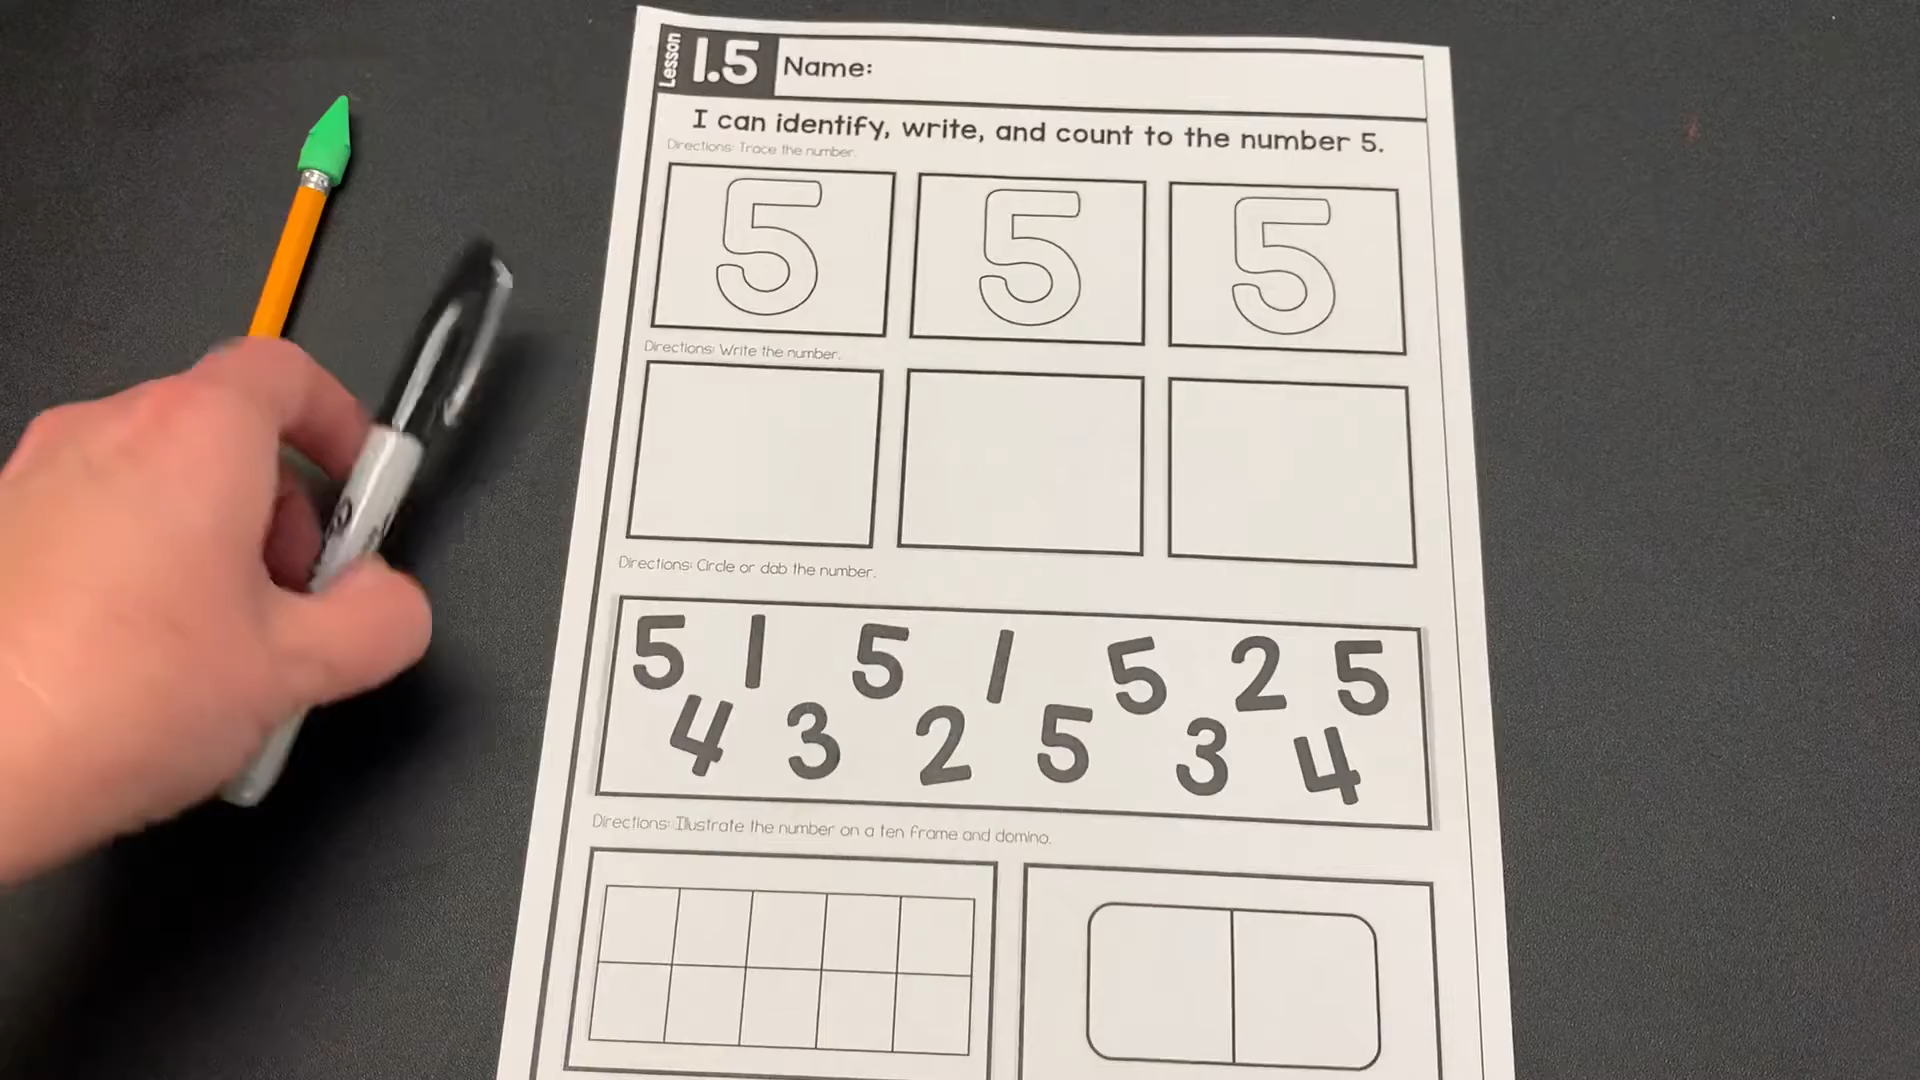 Lesson 1.5 Name:
I can identify, write, and count to the number 5.
Directions: Trace the number.
5 5 5
Directions: Write the number.
Directions: Circle or dab the number.
5 1 5 1 5 2 5
4 3 2 5 3 4
Directions: Illustrate the number on a ten frame and domino.